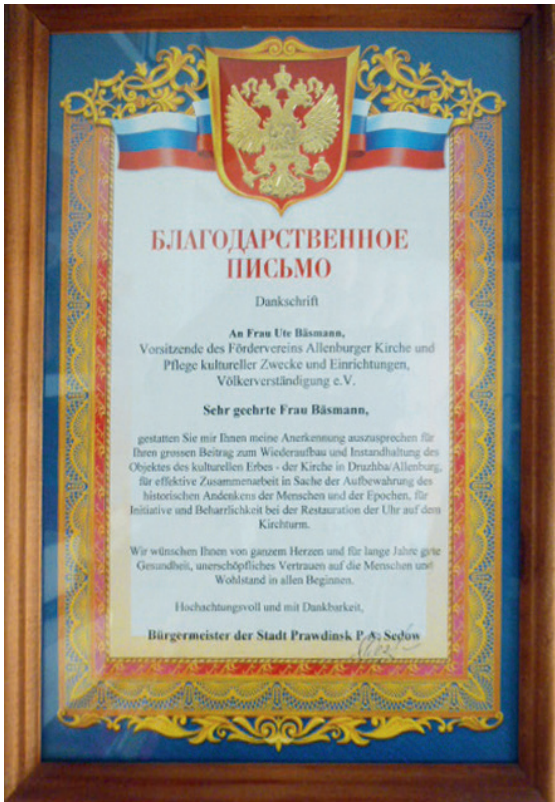 БЛАГОДАРСТВЕННОЕ
ПИСЬМО
Dankschrift
An Frau Ute Bäsmann,
Vorsitzende des Fördervereins Allenburger Kirche und
Pflege kultureller Zwecke und Einrichtungen,
Völkerverständigung e.V.
Sehr geehrte Frau Bäsmann,
gestatten Sie mir Ihnen meine Anerkennung auszusprechen für
Ihren grossen Beitrag zum Wiederaufbau und Instandhaltung des
Objektes des kulturellen Erbes - der Kirche in Druzhba/Allenburg,
für effektive Zusammenarbeit in Sache der Aufbewahrung des
historischen Andenkens der Menschen und der Epochen, für
Initiative und Beharrlichkeit bei der Restauration der Uhr auf dem
Kirchturm.
Wir wünschen Ihnen von ganzem Herzen und für lange Jahre gute
Gesundheit, unerschöpfliches Vertrauen auf die Menschen und
Wohlstand in allen Beginnen.
Hochachtungsvoll und mit Dankbarkeit,
Bürgermeister der Stadt Prawdinsk P.A. Sedow